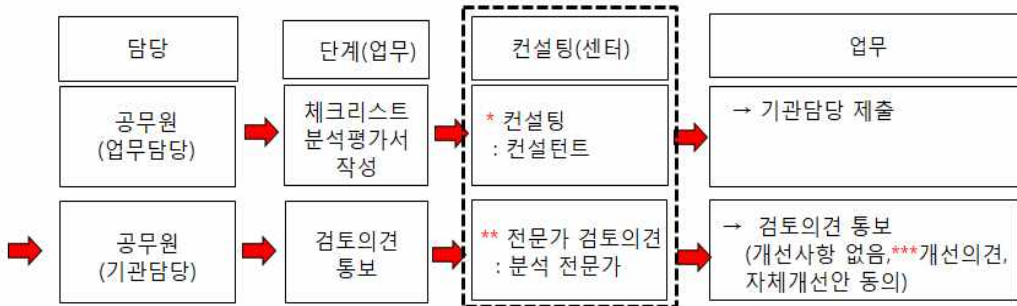 담당
단계(업무)
컨설팅(센터)
업무
공무원
(업무담당)
체크리스트
분석평가서
작성
* 컨설팅
: 컨설턴트
→ 기관담당 제출
공무원
(기관담당)
검토의견
통보
** 전문가 검토의견
: 분석 전문가
→ 검토의견 통보
(개선사항 없음,***개선의견,
자체개선안 동의)